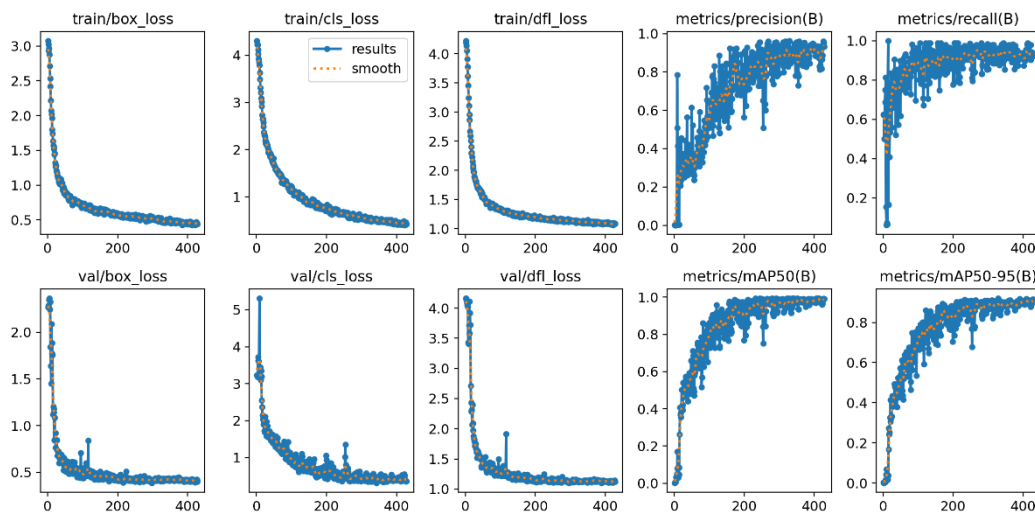 train/box_loss
train/cls_loss
train/dfl_loss
metrics/precision(B)
metrics/recall(B)
results
smooth
3.0
2.5
2.0
1.5
1.0
0.5
0 200 400
4
3
2
1
0 200 400
4.0
3.5
3.0
2.5
2.0
1.5
1.0
0 200 400
1.0
0.8
0.6
0.4
0.2
0.0
0 200 400
1.0
0.8
0.6
0.4
0.2
0 200 400
val/box_loss
val/cls_loss
val/dfl_loss
metrics/mAP50(B)
metrics/mAP50-95(B)
2.0
1.5
1.0
0.5
0 200 400
5
4
3
2
1
0 200 400
4.0
3.5
3.0
2.5
2.0
1.5
1.0
0 200 400
1.0
0.8
0.6
0.4
0.2
0.0
0 200 400
0.8
0.6
0.4
0.2
0.0
0 200 400